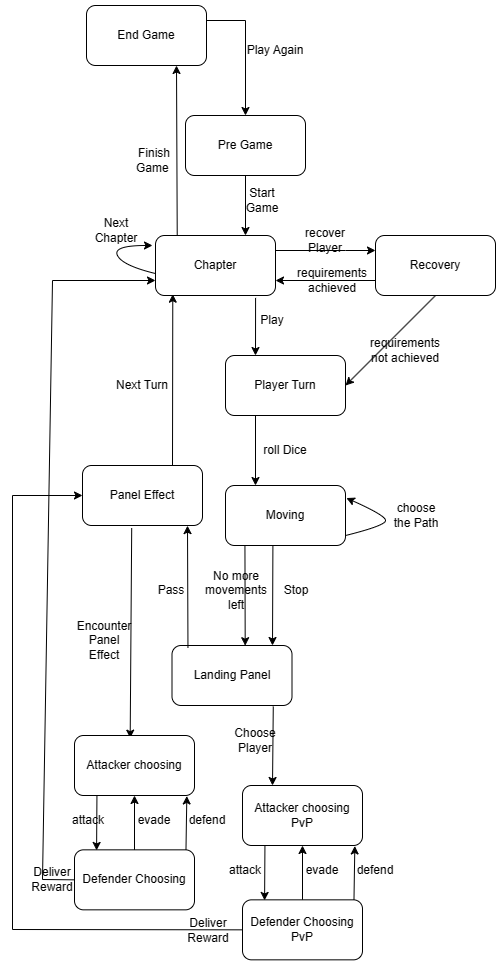 End Game
Play Again
Pre Game
Finish
Game
Start
Game
Next
Chapter
Chapter
recover
Player
requirements
achieved
Recovery
Play
requirements
not achieved
Next Turn
Player Turn
roll Dice
Panel Effect
Moving
choose
the Path
No more
movements
left
Pass
Stop
Encounter
Panel
Effect
Landing Panel
Choose
Player
Attacker choosing
Attacker choosing
PvP
attack
evade
defend
attack
evade
defend
Deliver
Reward
Defender Choosing
Deliver
Reward
Defender Choosing
PvP